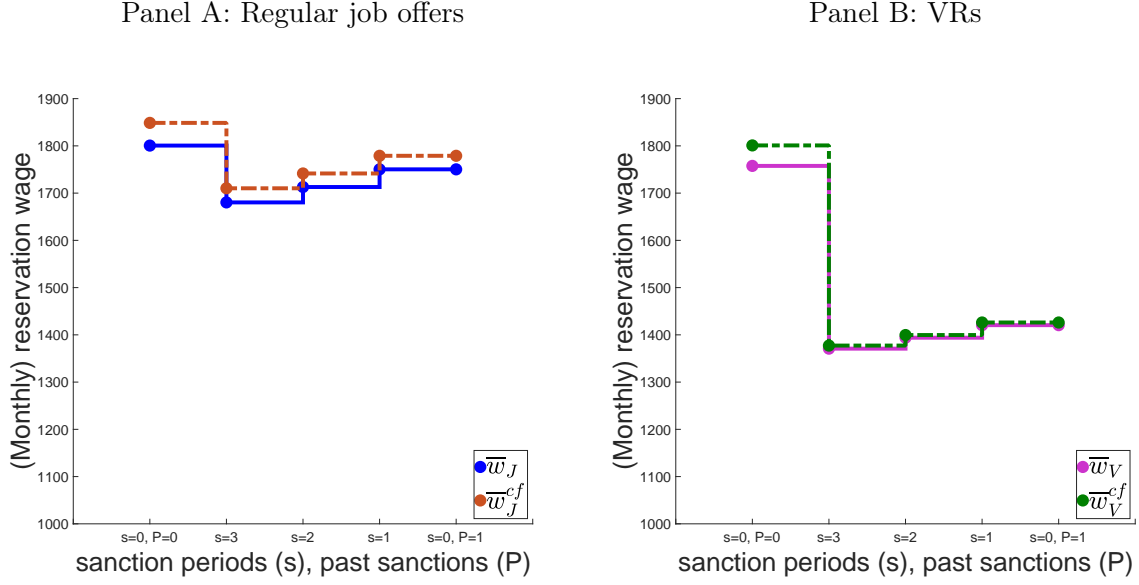 Panel A: Regular job offers
(Monthly) reservation wage
1900
1800
1700
1600
1500
1400
1300
1200
1100
1000
s=0, P=0
s=3
s=2
s=1
s=0, P=1
sanction periods (s), past sanctions (P)
w̅_J
w̅_J^{cf}
Panel B: VRs
(Monthly) reservation wage
1900
1800
1700
1600
1500
1400
1300
1200
1100
1000
s=0, P=0
s=3
s=2
s=1
s=0, P=1
sanction periods (s), past sanctions (P)
w̅_V
w̅_V^{cf}